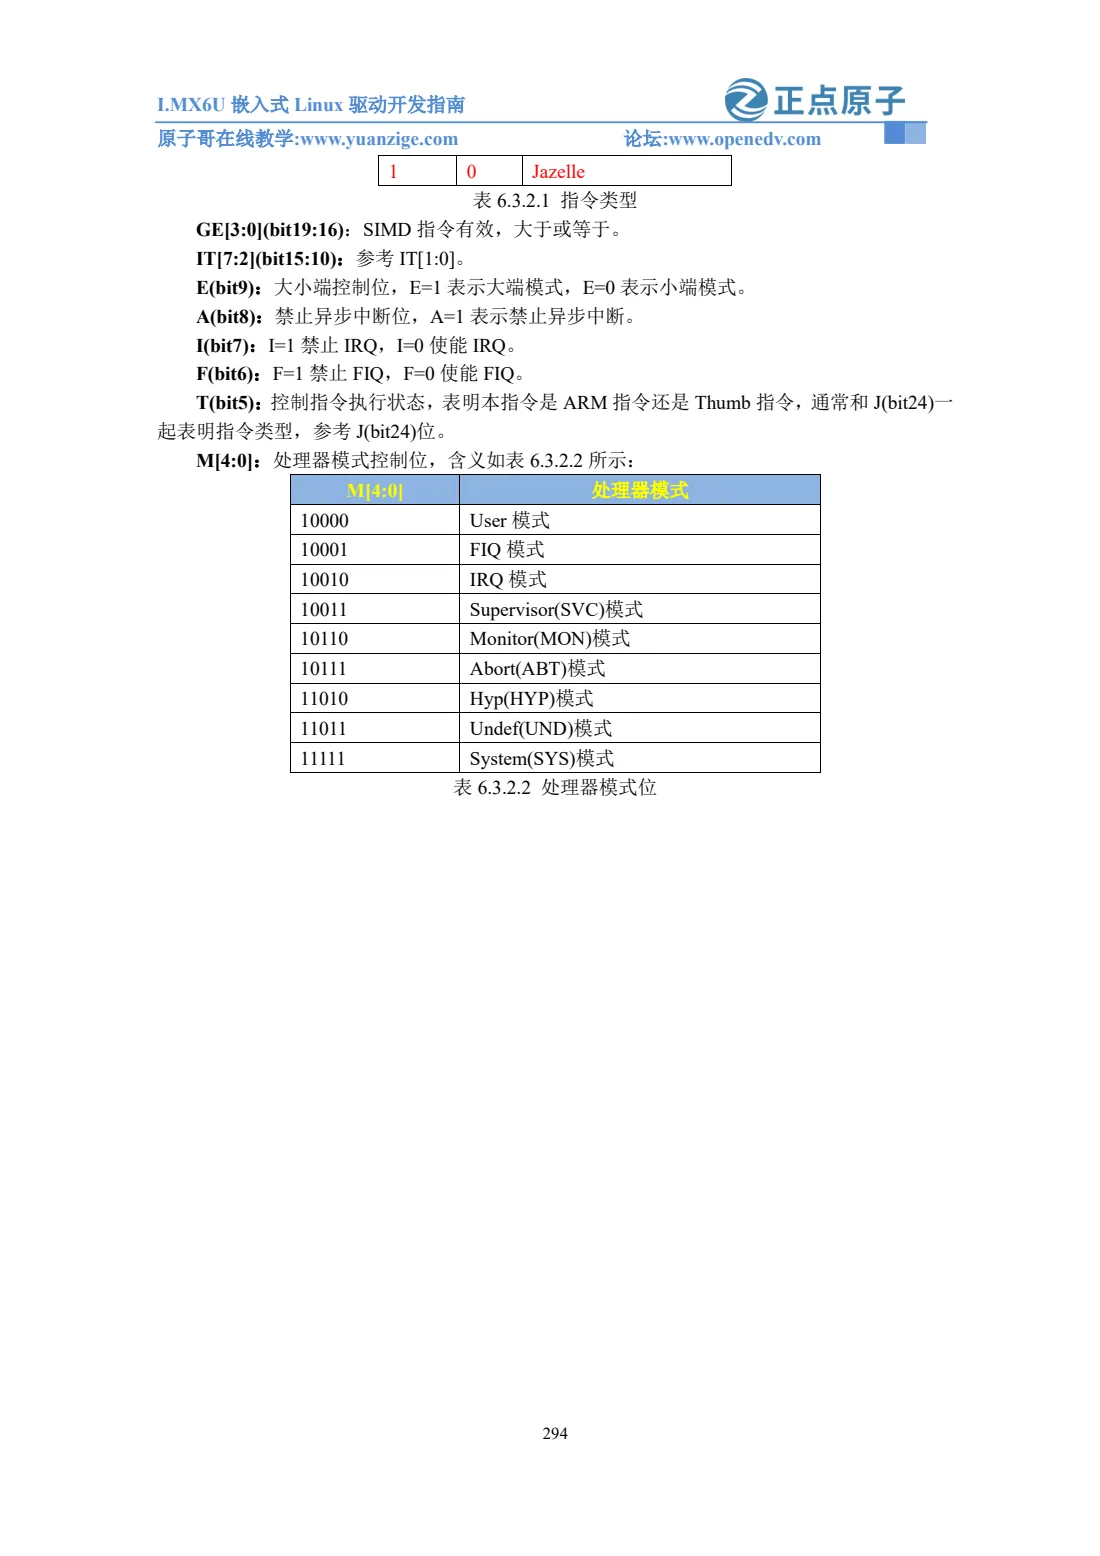 I.MX6U 嵌入式 Linux 驱动开发指南
正点原子
原子哥在线教学:www.yuanzige.com 论坛:www.openedv.com
1 0 Jazelle
表 6.3.2.1 指令类型
GE[3:0](bit19:16)：SIMD 指令有效，大于或等于。
IT[7:2](bit15:10)：参考 IT[1:0]。
E(bit9)：大小端控制位，E=1 表示大端模式，E=0 表示小端模式。
A(bit8)：禁止异步中断位，A=1 表示禁止异步中断。
I(bit7)：I=1 禁止 IRQ，I=0 使能 IRQ。
F(bit6)：F=1 禁止 FIQ，F=0 使能 FIQ。
T(bit5)：控制指令执行状态，表明本指令是 ARM 指令还是 Thumb 指令，通常和 J(bit24)一
起表明指令类型，参考 J(bit24)位。
M[4:0]：处理器模式控制位，含义如表 6.3.2.2 所示：
M[4:0] 处理器模式
10000 User 模式
10001 FIQ 模式
10010 IRQ 模式
10011 Supervisor(SVC)模式
10110 Monitor(MON)模式
10111 Abort(ABT)模式
11010 Hyp(HYP)模式
11011 Undef(UND)模式
11111 System(SYS)模式
表 6.3.2.2 处理器模式位
294